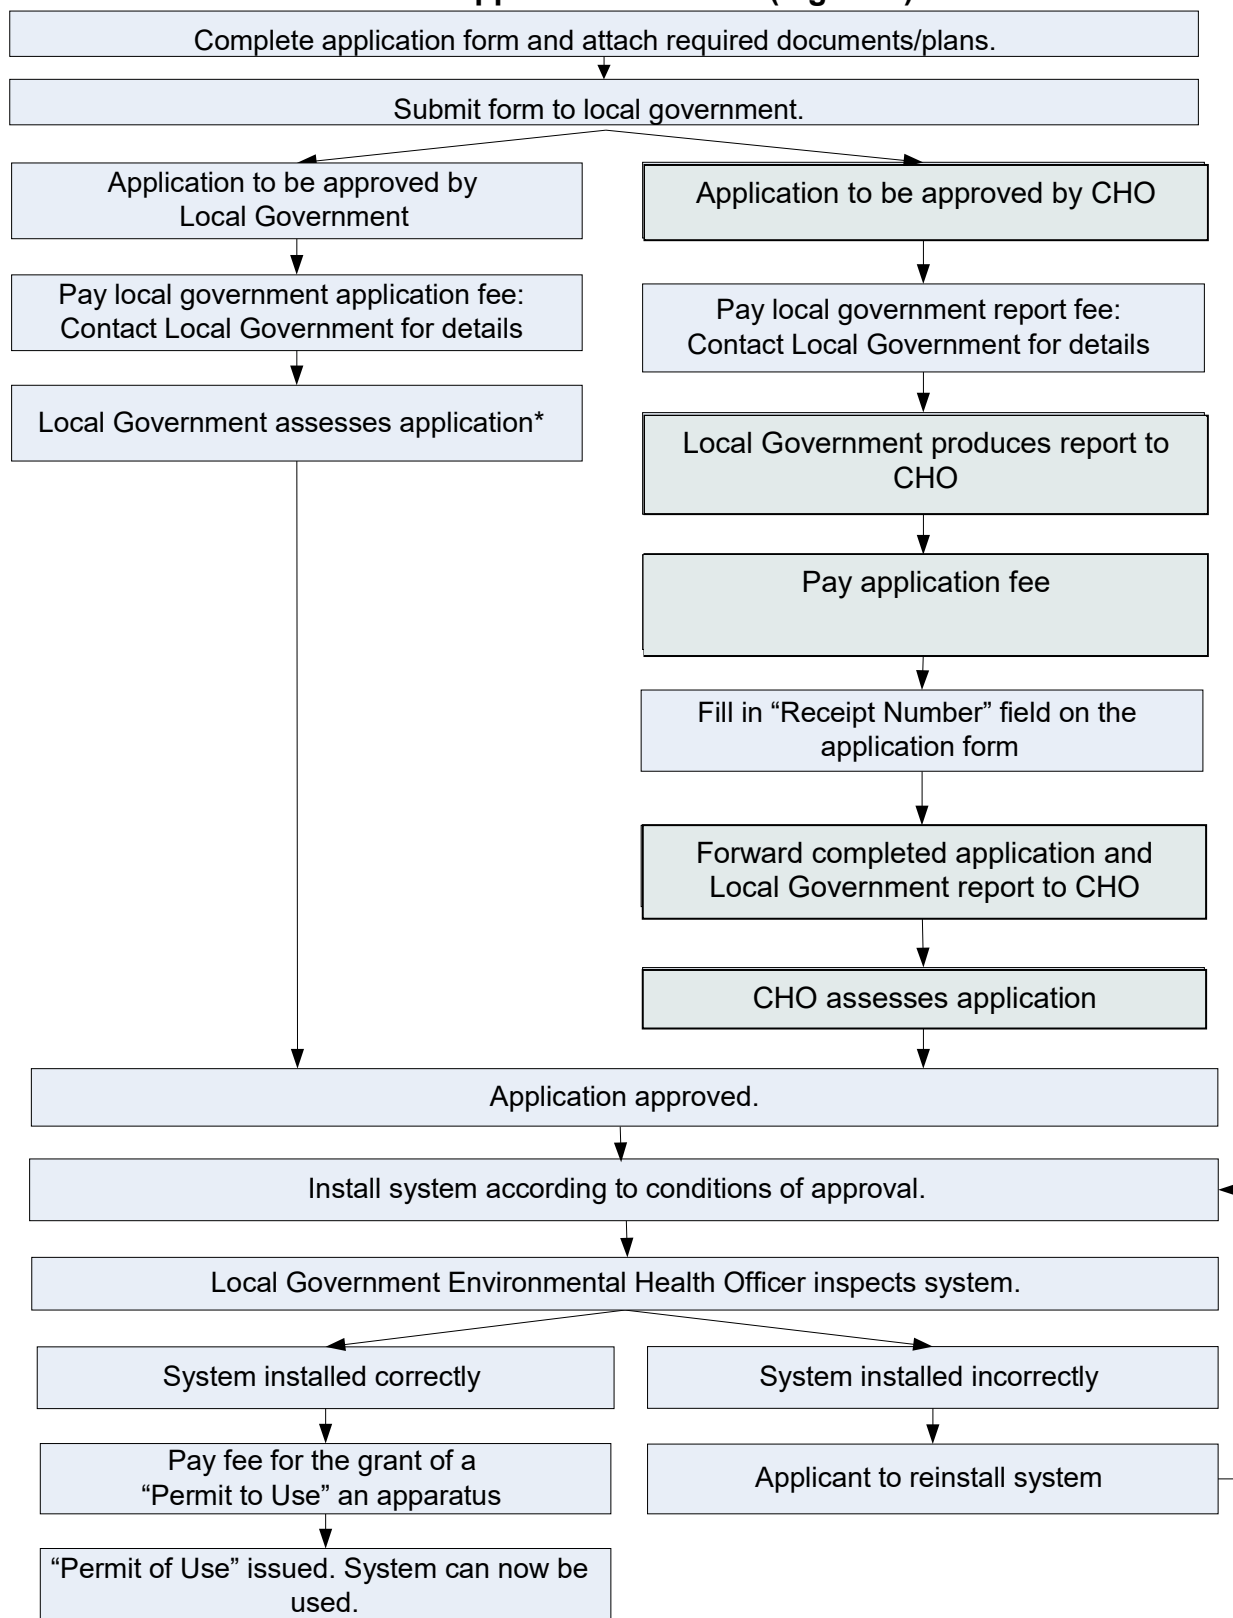 Complete application form and attach required documents/plans.
Submit form to local government.
Application to be approved by
Local Government
Pay local government application fee:
Contact Local Government for details
Local Government assesses application*
Application to be approved by CHO
Pay local government report fee:
Contact Local Government for details
Local Government produces report to
CHO
Pay application fee
Fill in “Receipt Number” field on the
application form
Forward completed application and
Local Government report to CHO
CHO assesses application
Application approved.
Install system according to conditions of approval.
Local Government Environmental Health Officer inspects system.
System installed correctly
Pay fee for the grant of a
“Permit to Use” an apparatus
“Permit of Use” issued. System can now be
used.
System installed incorrectly
Applicant to reinstall system